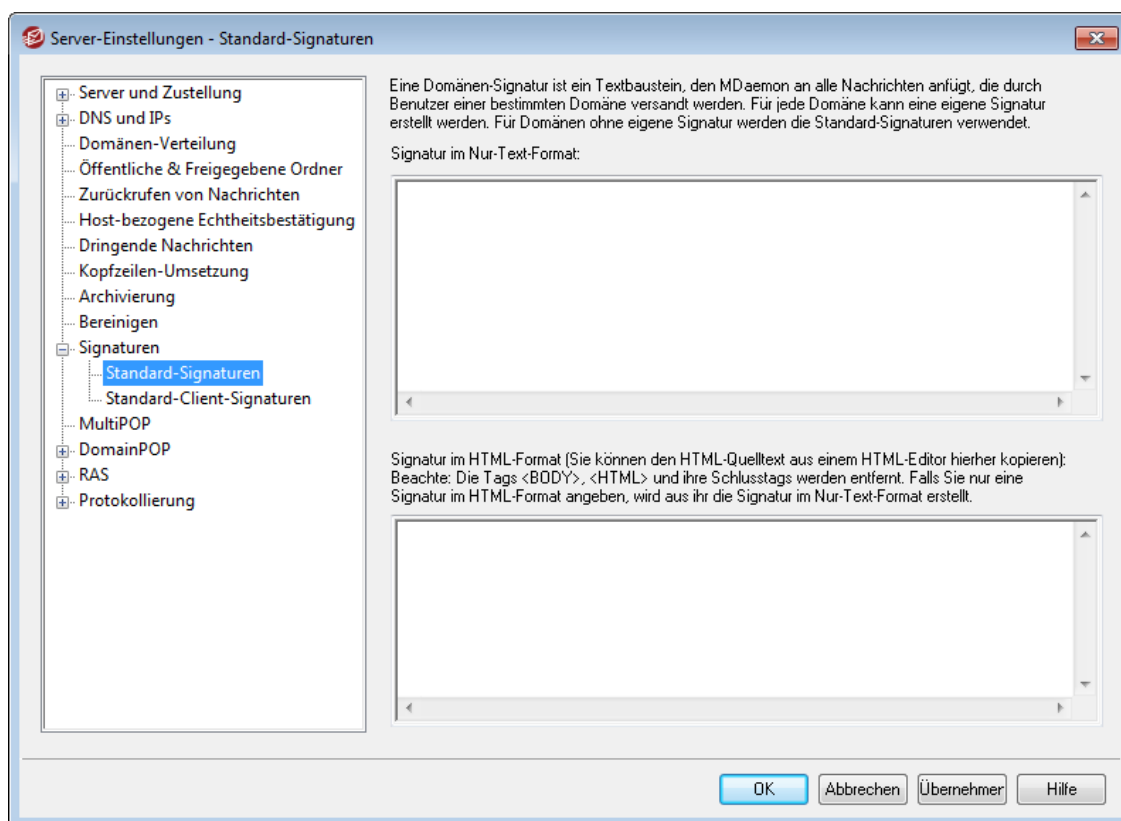 Server-Einstellungen - Standard-Signaturen
Server und Zustellung
DNS und IPs
Domänen-Verteilung
Öffentliche & Freigegebene Ordner
Zurückrufen von Nachrichten
Host-bezogene Echtheitsbestätigung
Dringende Nachrichten
Kopfzeilen-Umsetzung
Archivierung
Bereinigen
Signaturen
Standard-Signaturen
Standard-Client-Signaturen
MultiPOP
DomainPOP
RAS
Protokollierung
Eine Domänen-Signatur ist ein Textbaustein, den MDaemon an alle Nachrichten anfügt, die durch
Benutzer einer bestimmten Domäne versandt werden. Für jede Domäne kann eine eigene Signatur
erstellt werden. Für Domänen ohne eigene Signatur werden die Standard-Signaturen verwendet.
Signatur im Nur-Text-Format:
Signatur im HTML-Format (Sie können den HTML-Quelltext aus einem HTML-Editor hierher kopieren):
Beachte: Die Tags <BODY>, <HTML> und ihre Schlusstags werden entfernt. Falls Sie nur eine
Signatur im HTML-Format angeben, wird aus ihr die Signatur im Nur-Text-Format erstellt.
OK
Abbrechen
Übernehmer
Hilfe